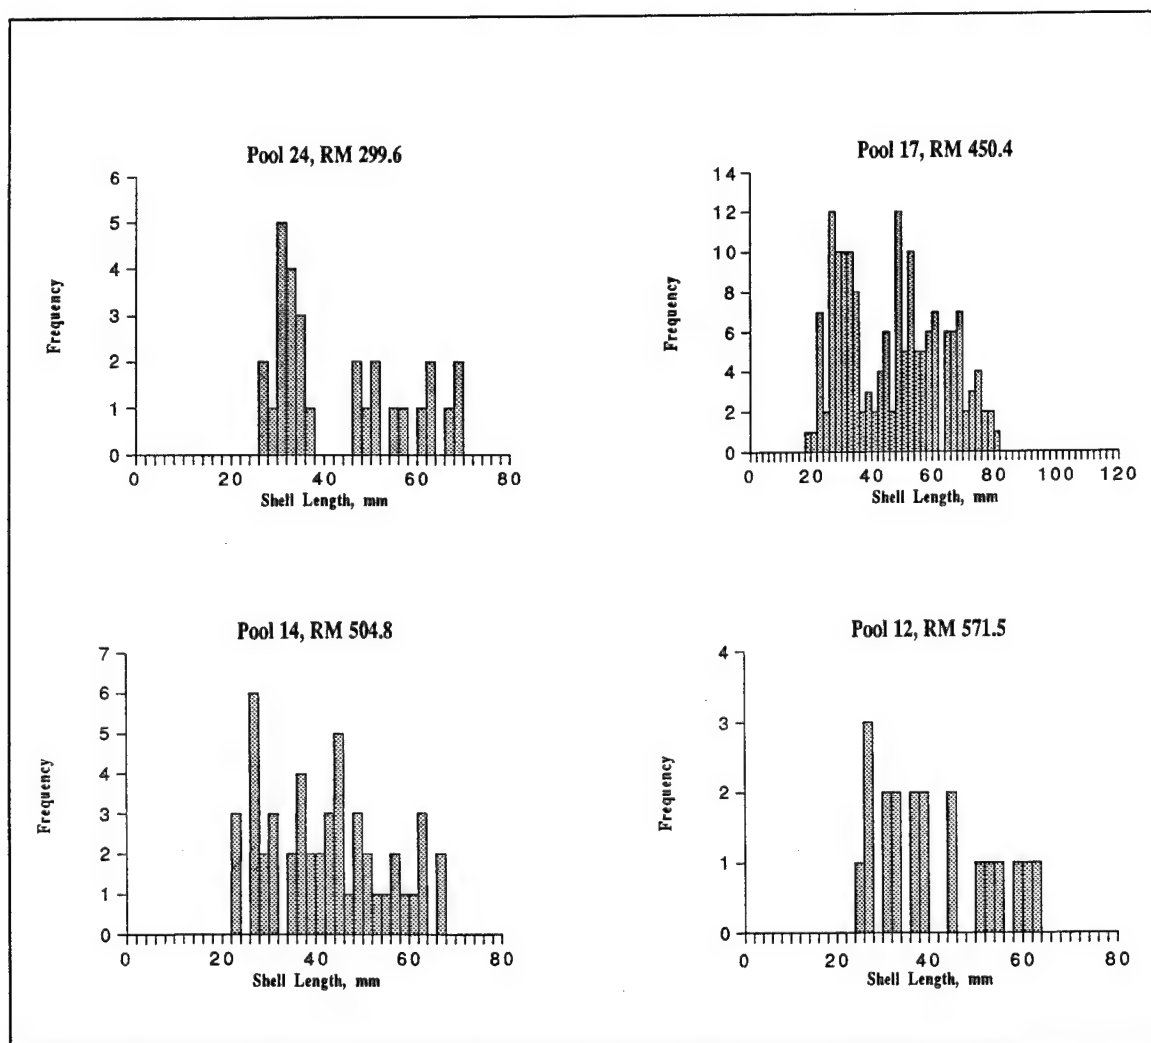 Pool 24, RM 299.6
6
5
4
3
2
1
0
Frequency
0 20 40 60 80
Shell Length, mm
Pool 17, RM 450.4
14
12
10
8
6
4
2
0
Frequency
0 20 40 60 80 100 120
Shell Length, mm
Pool 14, RM 504.8
7
6
5
4
3
2
1
0
Frequency
0 20 40 60 80
Shell Length, mm
Pool 12, RM 571.5
4
3
2
1
0
Frequency
0 20 40 60 80
Shell Length, mm